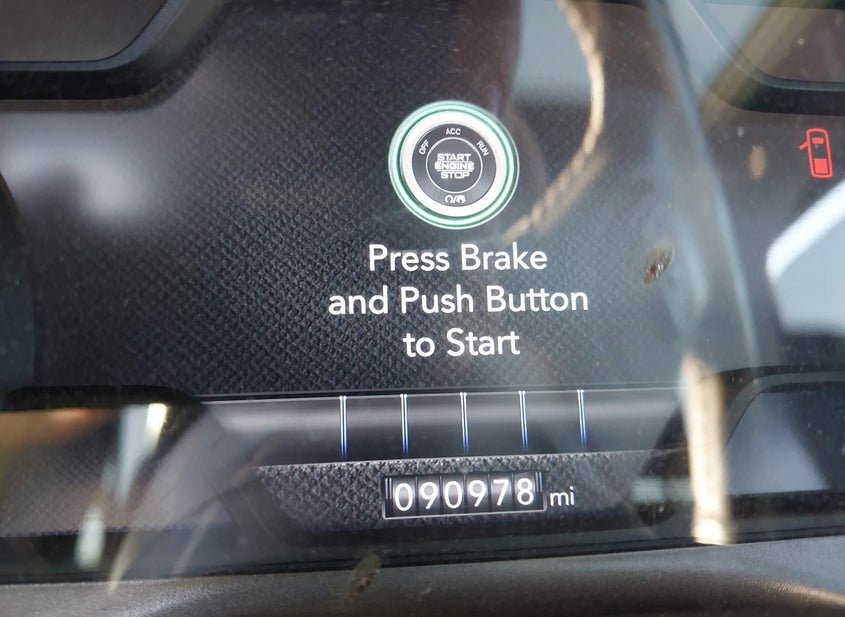 ACC
OFF
RUN
START
ENGINE
STOP
Press Brake
and Push Button
to Start
090978 mi